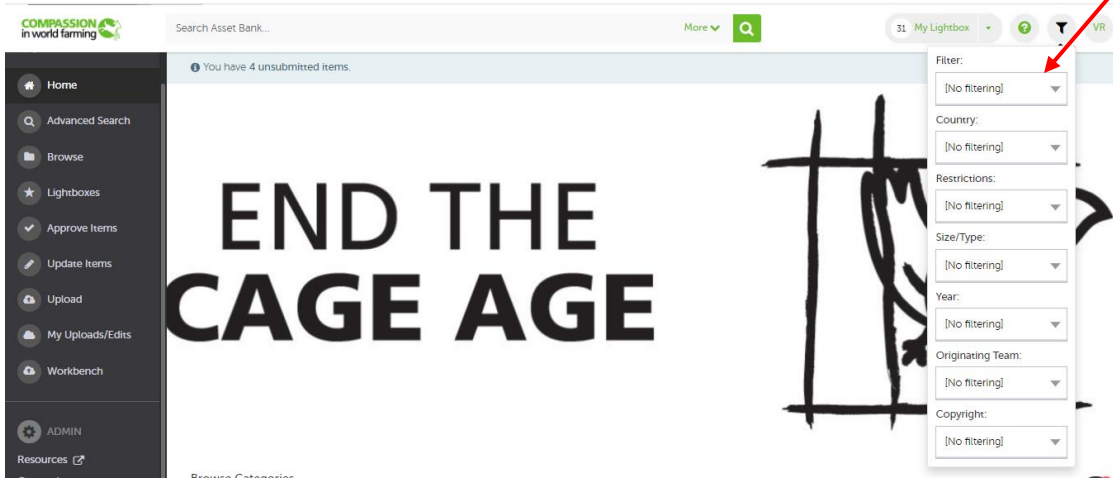 COMPASSION
in world farming
Search Asset Bank...
More
31 My Lightbox
VR
You have 4 unsubmitted items.
Home
Advanced Search
Browse
Lightboxes
Approve Items
Update Items
Upload
My Uploads/Edits
Workbench
ADMIN
Resources
END THE
CAGE AGE
Filter:
[No filtering]
Country:
[No filtering]
Restrictions:
[No filtering]
Size/Type:
[No filtering]
Year:
[No filtering]
Originating Team:
[No filtering]
Copyright:
[No filtering]
Browse Categories